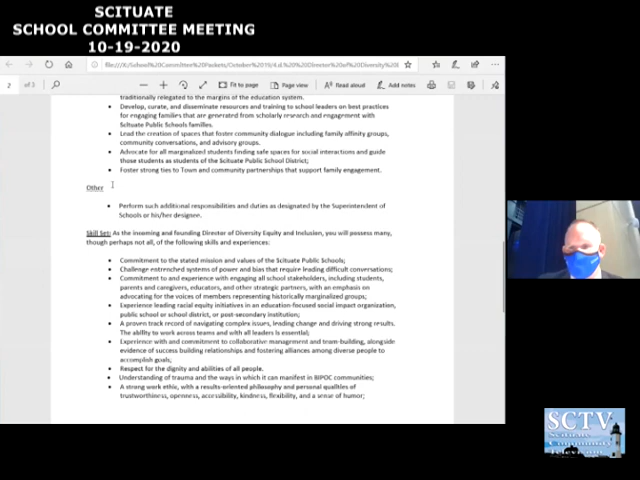 SCITUATE
SCHOOL COMMITTEE MEETING
10-19-2020
2 of 3
Fit to page
Page view
Read aloud
Add notes
traditionally relegated to the margins of the education system.
Develop, curate, and disseminate resources and training to school leaders on best practices
for engaging families that are generated from scholarly research and engagement with
Scituate Public Schools families.
Lead the creation of spaces that foster community dialogue including family affinity groups,
community conversations, and advisory groups.
Advocate for all marginalized students finding safe spaces for social interactions and guide
those students as students of the Scituate Public School District;
Foster strong ties to Town and community partnerships that support family engagement.
Other
Perform such additional responsibilities and duties as designated by the Superintendent of
Schools or his/her designee.
Skill Set: As the incoming and founding Director of Diversity Equity and Inclusion, you will possess many,
though perhaps not all, of the following skills and experiences:
Commitment to the stated mission and values of the Scituate Public Schools;
Challenge entrenched systems of power and bias that require leading difficult conversations;
Commitment to and experience with engaging all school stakeholders, including students,
parents and caregivers, educators, and other strategic partners, with an emphasis on
advocating for the voices of members representing historically marginalized groups;
Experience leading racial equity initiatives in an education-focused social impact organization,
public school or school district, or post-secondary institution;
A proven track record of navigating complex issues, leading change and driving strong results.
The ability to work across teams and with all leaders is essential;
Experience with and commitment to collaborative management and team-building, alongside
evidence of success building relationships and fostering alliances among diverse people to
accomplish goals;
Respect for the dignity and abilities of all people.
Understanding of trauma and the ways in which it can manifest in BIPOC communities;
A strong work ethic, with a results-oriented philosophy and personal qualities of
trustworthiness, openness, accessibility, kindness, flexibility, and a sense of humor;
SCTV
Scituate
Community
Television